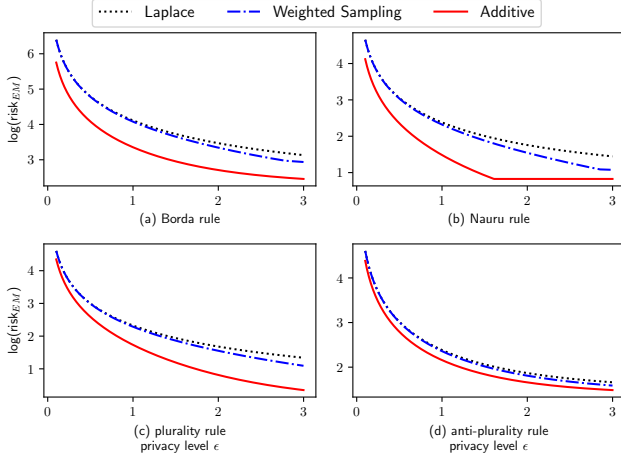 Laplace Weighted Sampling Additive
log(risk_EM)
6
5
4
3
0 1 2 3
(a) Borda rule
4
3
2
1
0 1 2 3
(b) Nauru rule
log(risk_EM)
4
3
2
1
0 1 2 3
(c) plurality rule
privacy level ϵ
4
3
2
0 1 2 3
(d) anti-plurality rule
privacy level ϵ